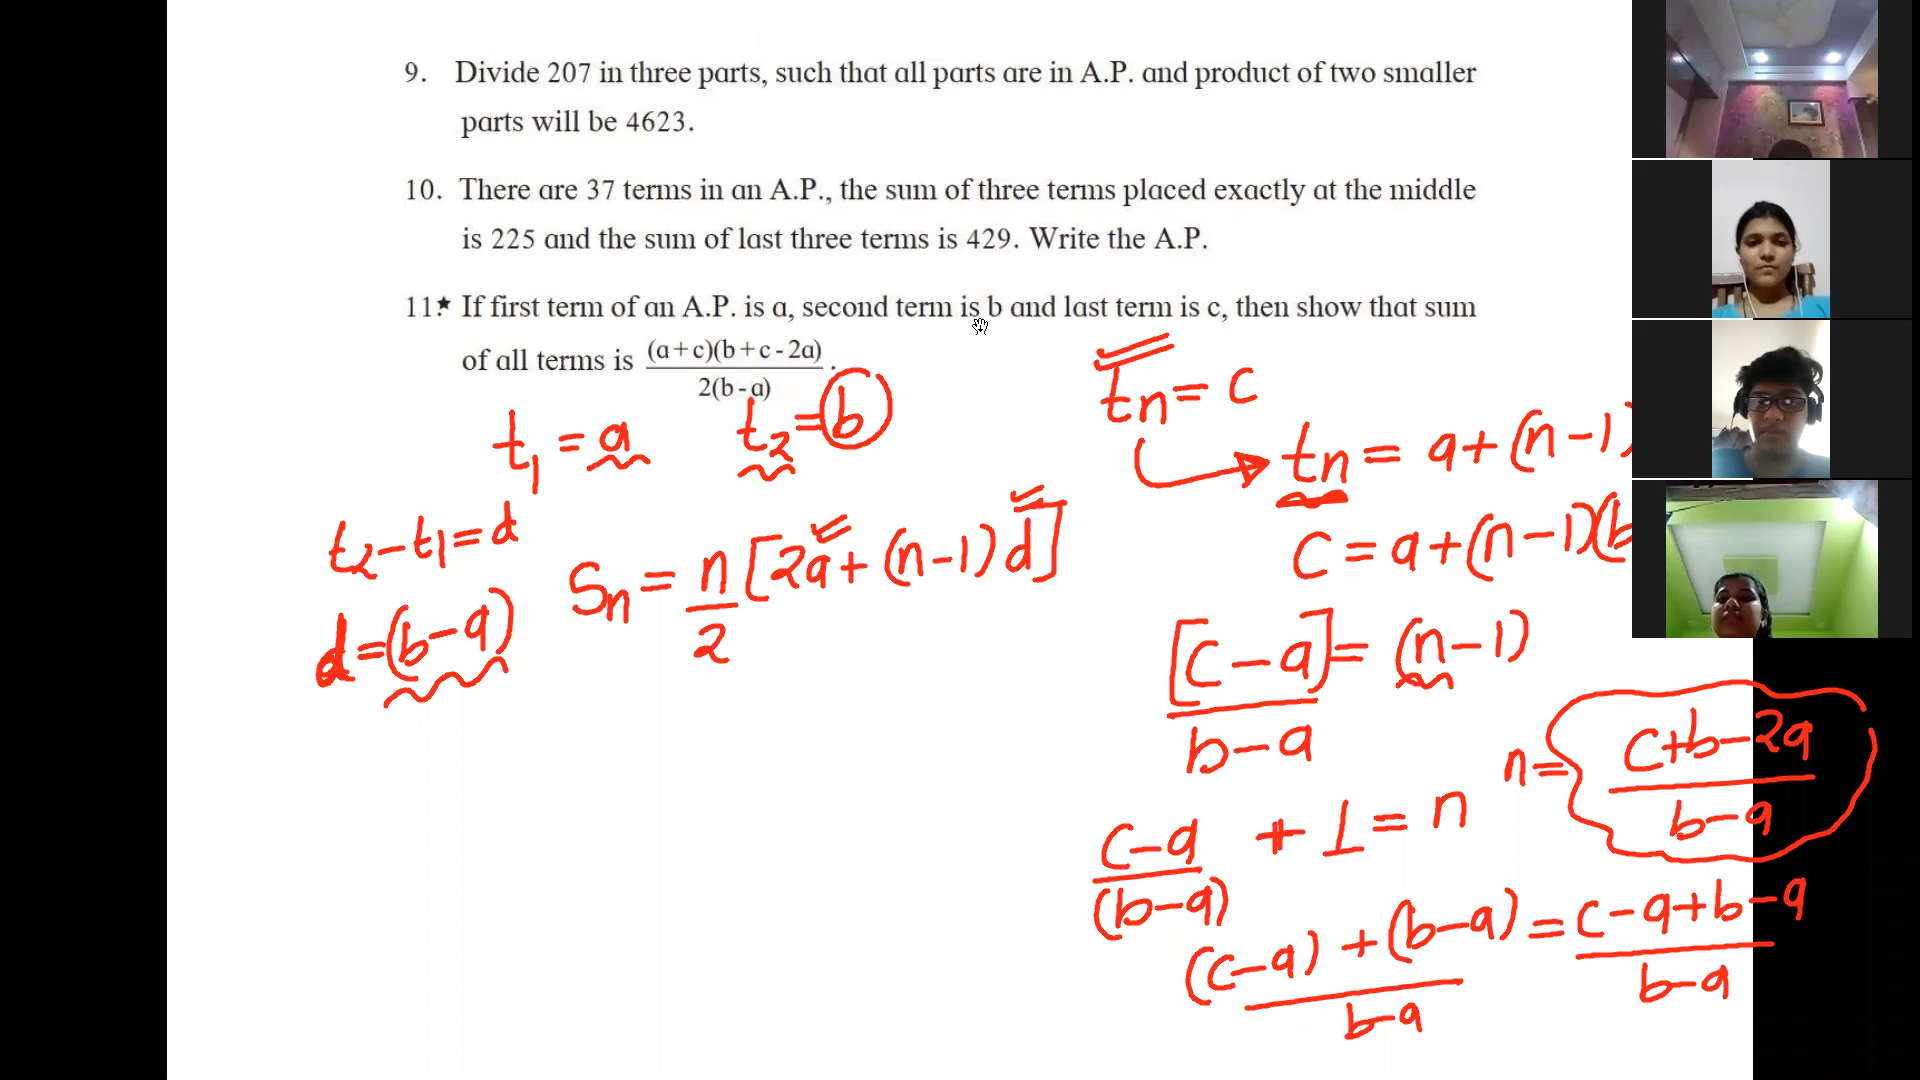 9. Divide 207 in three parts, such that all parts are in A.P. and product of two smaller
parts will be 4623.
10. There are 37 terms in an A.P., the sum of three terms placed exactly at the middle
is 225 and the sum of last three terms is 429. Write the A.P.
11.★ If first term of an A.P. is a, second term is b and last term is c, then show that sum
of all terms is (a+c)(b+c-2a) / 2(b-a) .
t1 = a
t2 = b
t2-t1=d
d=(b-a)
Sn = n/2 [2a+(n-1)d]
tn = c
tn = a+(n-1)
c = a+(n-1)(b
[c-a] / b-a = (n-1)
c-a / (b-a) + 1 = n
(c-a)+(b-a) / b-a = c-a+b-a / b-a
n = c+b-2a / b-a